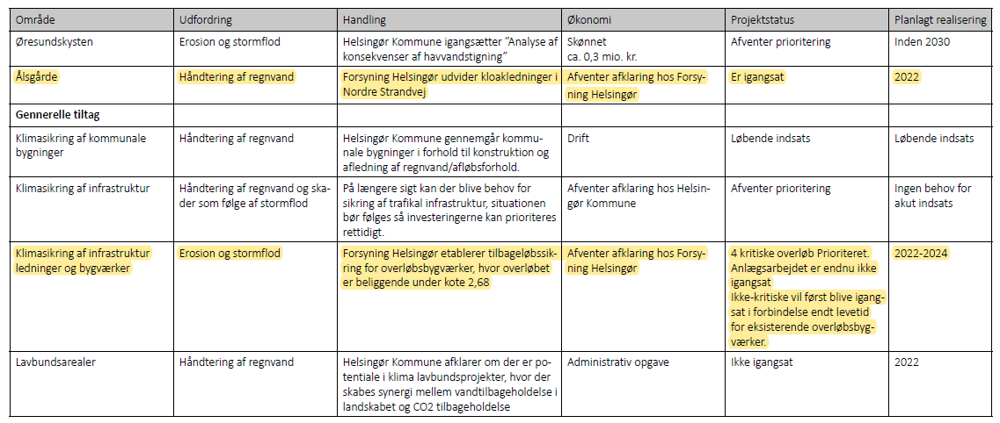 Område Udfordring Handling Økonomi Projektstatus Planlagt realisering
Øresundskysten Erosion og stormflod Helsingør Kommune igangsætter ”Analyse af Skønnet Afventer prioritering Inden 2030
konsekvenser af havvandstigning” ca. 0,3 mio. kr.
Ålsgårde Håndtering af regnvand Forsyning Helsingør udvider kloakledninger i Afventer afklaring hos Forsy- Er igangsat 2022
Nordre Strandvej ning Helsingør
Gennerelle tiltag
Klimasikring af kommunale Håndtering af regnvand Helsingør Kommune gennemgår kommu- Drift Løbende indsats Løbende indsats
bygninger nale bygninger i forhold til konstruktion og
afledning af regnvand/afløbsforhold.
Klimasikring af infrastruktur Håndtering af regnvand og ska- På længere sigt kan der blive behov for Afventer afklaring hos Helsin- Afventer prioritering Ingen behov for
der som følge af stormflod sikring af trafikal infrastruktur, situationen gør Kommune akut indsats
bør følges så investeringerne kan prioriteres
rettidigt.
Klimasikring af infrastruktur Erosion og stormflod Forsyning Helsingør etablerer tilbageløbssik- Afventer afklaring hos Forsy- 4 kritiske overløb Prioriteret. 2022-2024
ledninger og bygværker ring for overløbsbygværker, hvor overløbet ning Helsingør Anlægsarbejdet er endnu ikke
er beliggende under kote 2,68 igangsat
Ikke-kritiske vil først blive igang-
sat i forbindelse endt levetid
for eksisterende overløbsbyg-
værker.
Lavbundsarealer Håndtering af regnvand Helsingør Kommune afklarer om der er po- Administrativ opgave Ikke igangsat 2022
tentiale i klima lavbundsprojekter, hvor der
skabes synergi mellem vandtilbageholdelse i
landskabet og CO2 tilbageholdelse